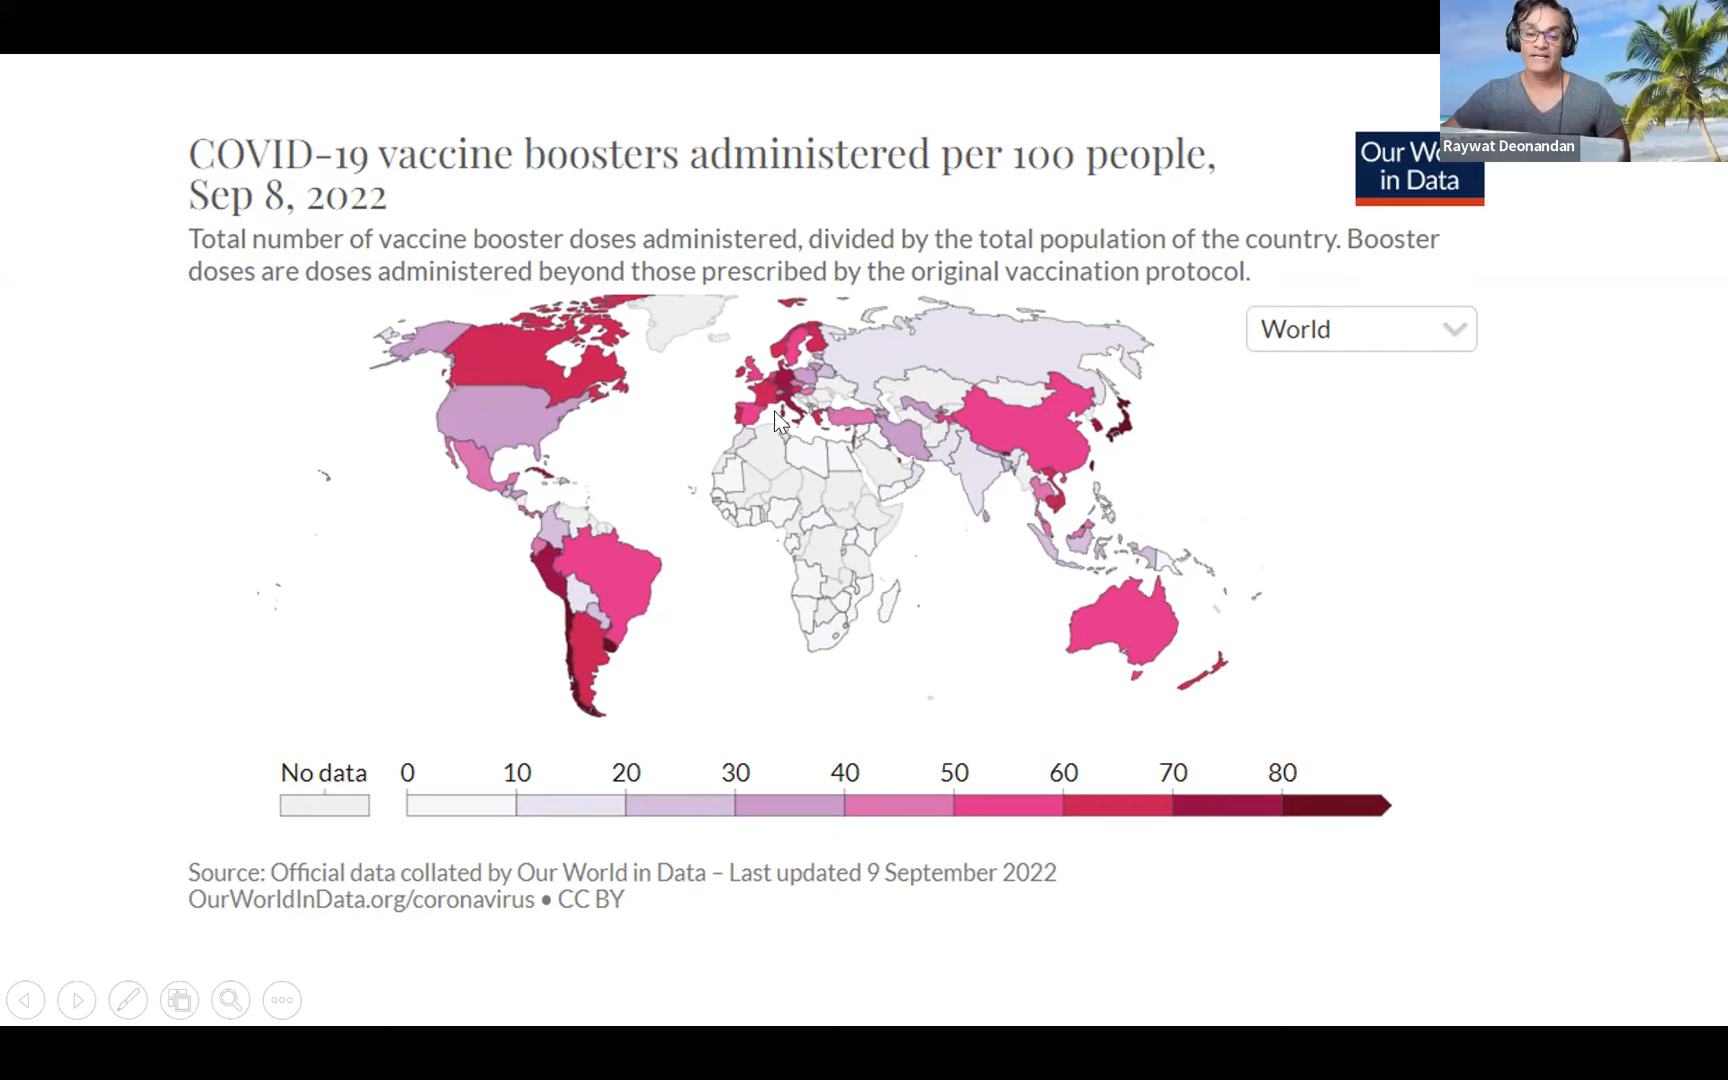 COVID-19 vaccine boosters administered per 100 people,
Sep 8, 2022
Our Wo
in Data
Raywat Deonandan
Total number of vaccine booster doses administered, divided by the total population of the country. Booster
doses are doses administered beyond those prescribed by the original vaccination protocol.
World
No data 0 10 20 30 40 50 60 70 80
Source: Official data collated by Our World in Data – Last updated 9 September 2022
OurWorldInData.org/coronavirus • CC BY